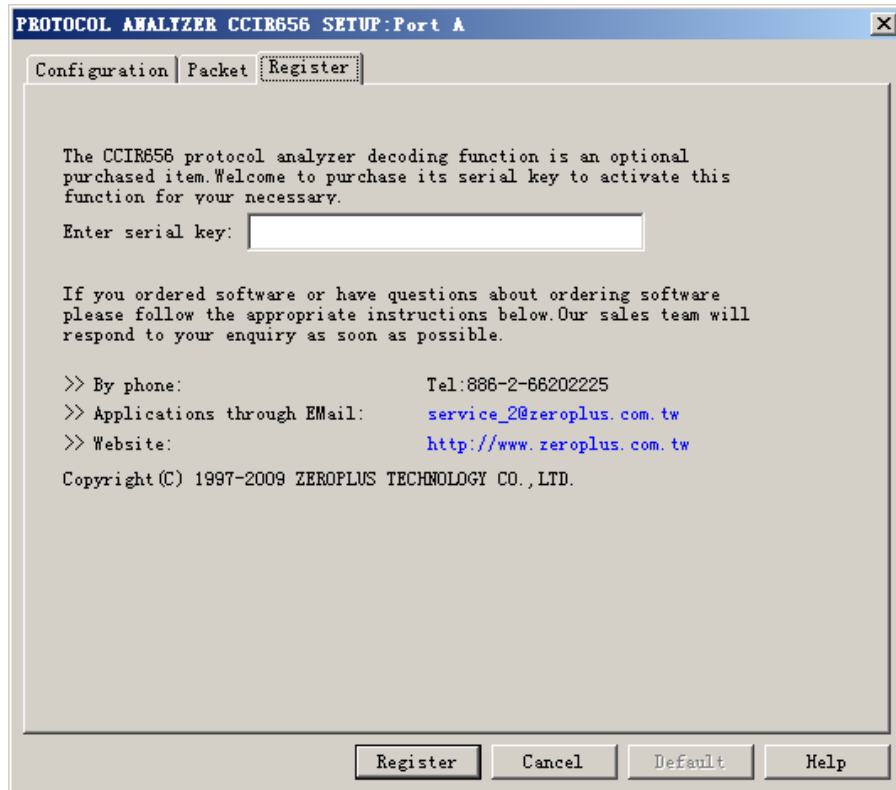 PROTOCOL ANALYZER CCIR656 SETUP:Port A
Configuration Packet Register
The CCIR656 protocol analyzer decoding function is an optional
purchased item.Welcome to purchase its serial key to activate this
function for your necessary.
Enter serial key:
If you ordered software or have questions about ordering software
please follow the appropriate instructions below.Our sales team will
respond to your enquiry as soon as possible.
>> By phone: Tel:886-2-66202225
>> Applications through EMail: service_2@zeroplus.com.tw
>> Website: http://www.zeroplus.com.tw
Copyright(C) 1997-2009 ZEROPLUS TECHNOLOGY CO.,LTD.
Register Cancel Default Help